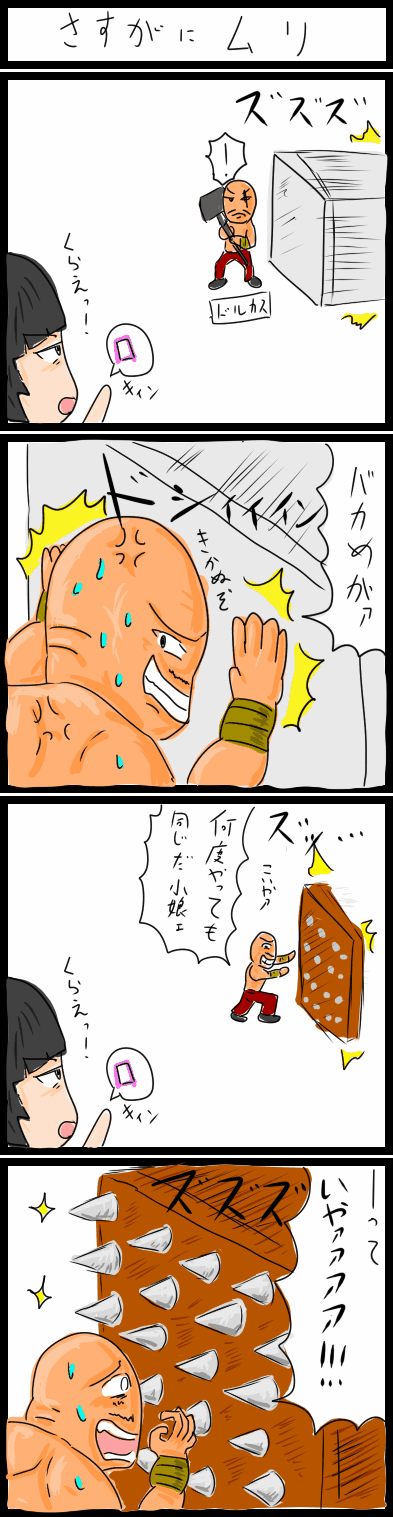 さすがにムリ
ズズズ
!
ドルカス
くらえっー!
キィン
バカめがァ
ドシィィィン
きかぬぞ
ズッ…
こいやァ
何度やっても
同じだ小娘ェ
くらえっー!
キィン
ーって
いやァァァァ!!!
ズズズ